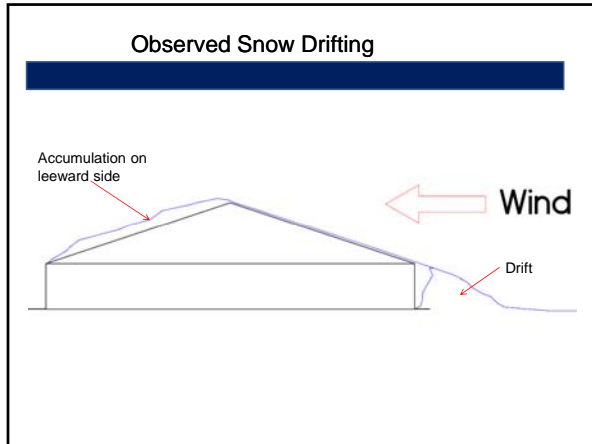 Observed Snow Drifting
Accumulation on
leeward side
Wind
Drift